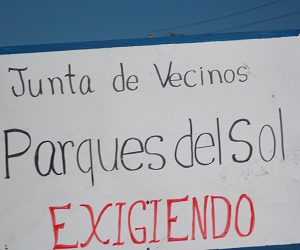 Junta de Vecinos
Parques del Sol
EXIGIENDO